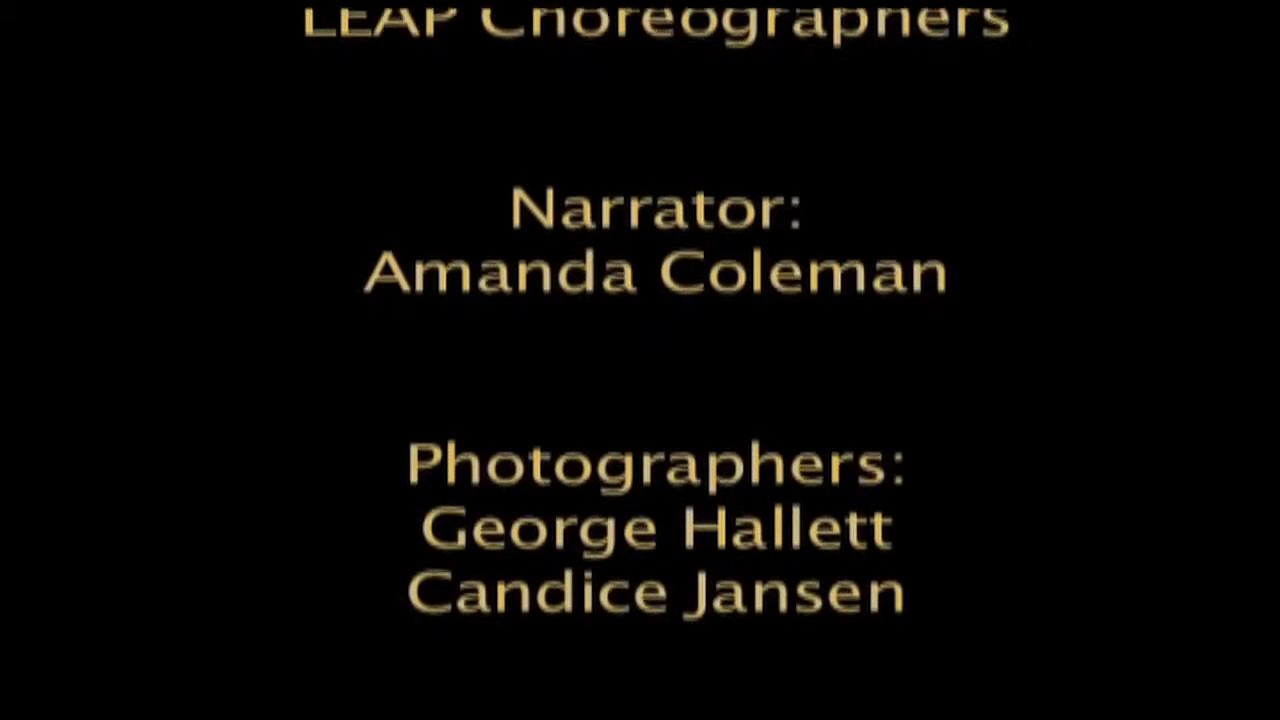 LEAP Choreographers
Narrator:
Amanda Coleman
Photographers:
George Hallett
Candice Jansen